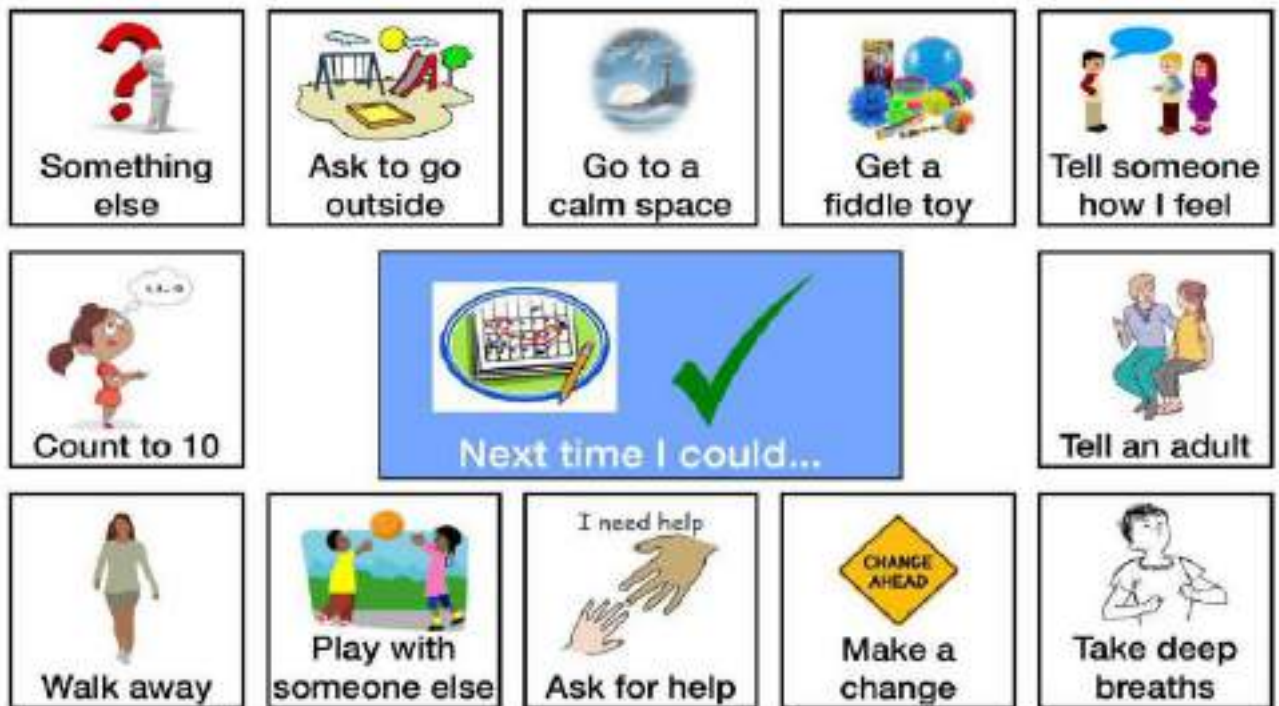 Something
else
Ask to go
outside
Go to a
calm space
Get a
fiddle toy
Tell someone
how I feel
Count to 10
Next time I could...
Tell an adult
Walk away
Play with
someone else
I need help
Ask for help
CHANGE
AHEAD
Make a
change
Take deep
breaths